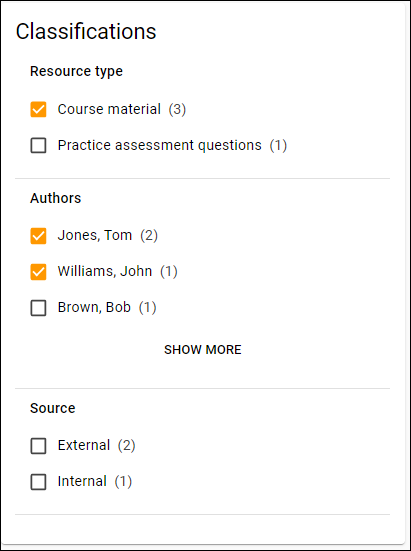 Classifications
Resource type
Course material (3)
Practice assessment questions (1)
Authors
Jones, Tom (2)
Williams, John (1)
Brown, Bob (1)
SHOW MORE
Source
External (2)
Internal (1)